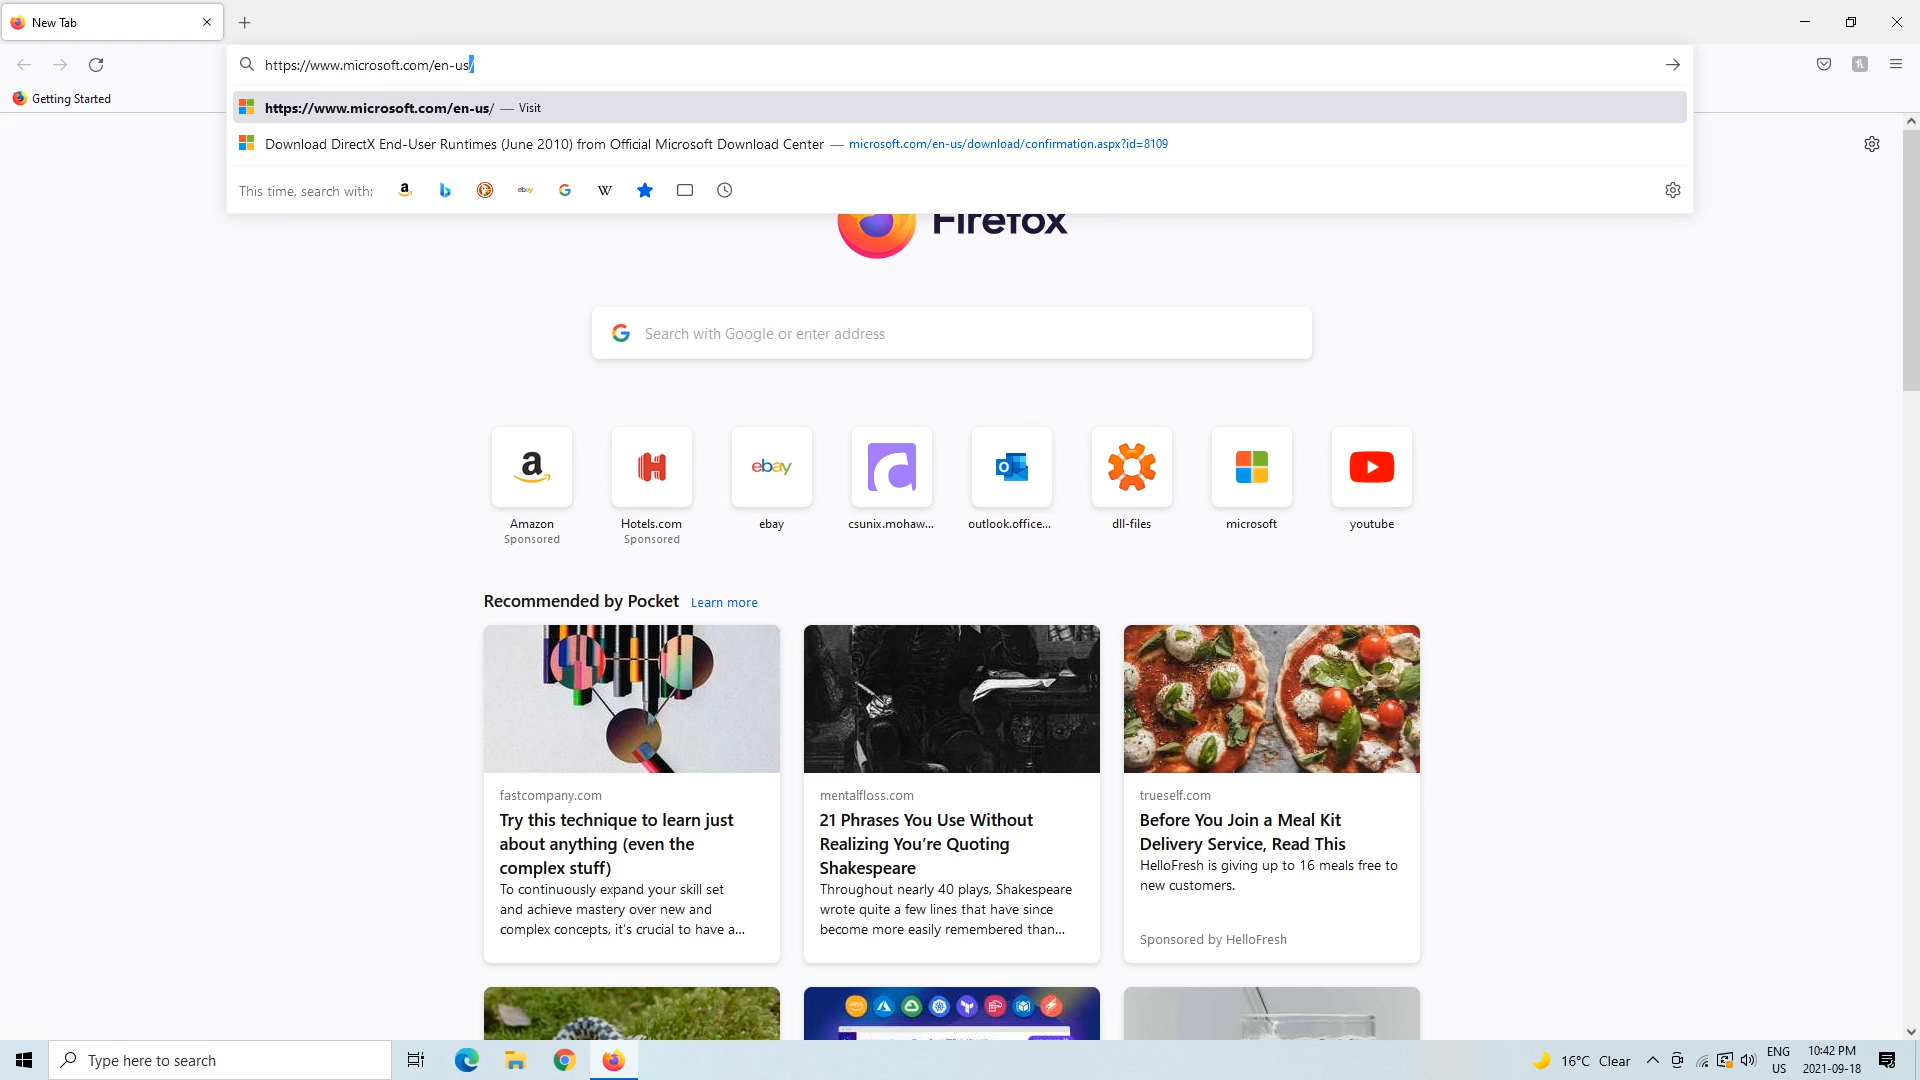 New Tab
https://www.microsoft.com/en-us/
Getting Started
https://www.microsoft.com/en-us/ — Visit
Download DirectX End-User Runtimes (June 2010) from Official Microsoft Download Center — microsoft.com/en-us/download/confirmation.aspx?id=8109
This time, search with: a ebay G W
Firefox
Search with Google or enter address
ebay
Amazon
Sponsored
Hotels.com
Sponsored
ebay
csunix.mohaw...
outlook.office...
dll-files
microsoft
youtube
Recommended by Pocket Learn more
fastcompany.com
Try this technique to learn just
about anything (even the
complex stuff)
To continuously expand your skill set
and achieve mastery over new and
complex concepts, it's crucial to have a...
mentalfloss.com
21 Phrases You Use Without
Realizing You're Quoting
Shakespeare
Throughout nearly 40 plays, Shakespeare
wrote quite a few lines that have since
become more easily remembered than...
trueself.com
Before You Join a Meal Kit
Delivery Service, Read This
HelloFresh is giving up to 16 meals free to
new customers.
Sponsored by HelloFresh
Type here to search
16°C Clear
ENG
US
10:42 PM
2021-09-18